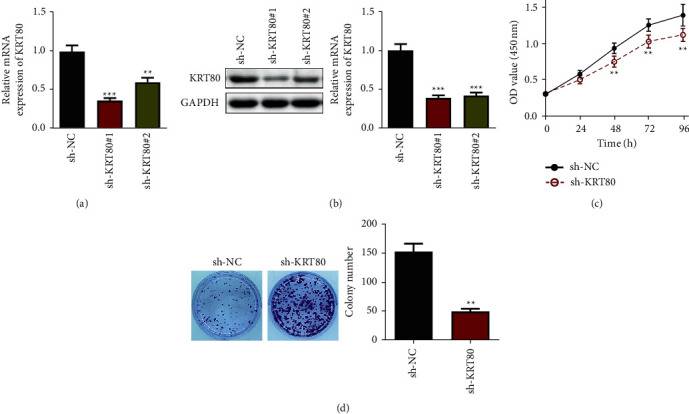 Relative mRNA
expression of KRT80
1.5
1.0
0.5
0.0
***
**
sh-NC
sh-KRT80#1
sh-KRT80#2
(a)
sh-NC
sh-KRT80#1
sh-KRT80#2
KRT80
GAPDH
Relative mRNA
expression of KRT80
1.5
1.0
0.5
0.0
***
***
sh-NC
sh-KRT80#1
sh-KRT80#2
(b)
OD value (450 nm)
1.5
1.0
0.5
0.0
**
**
**
0 24 48 72 96
Time (h)
sh-NC
sh-KRT80
(c)
sh-NC
sh-KRT80
Colony number
200
150
100
50
0
**
sh-NC
sh-KRT80
(d)